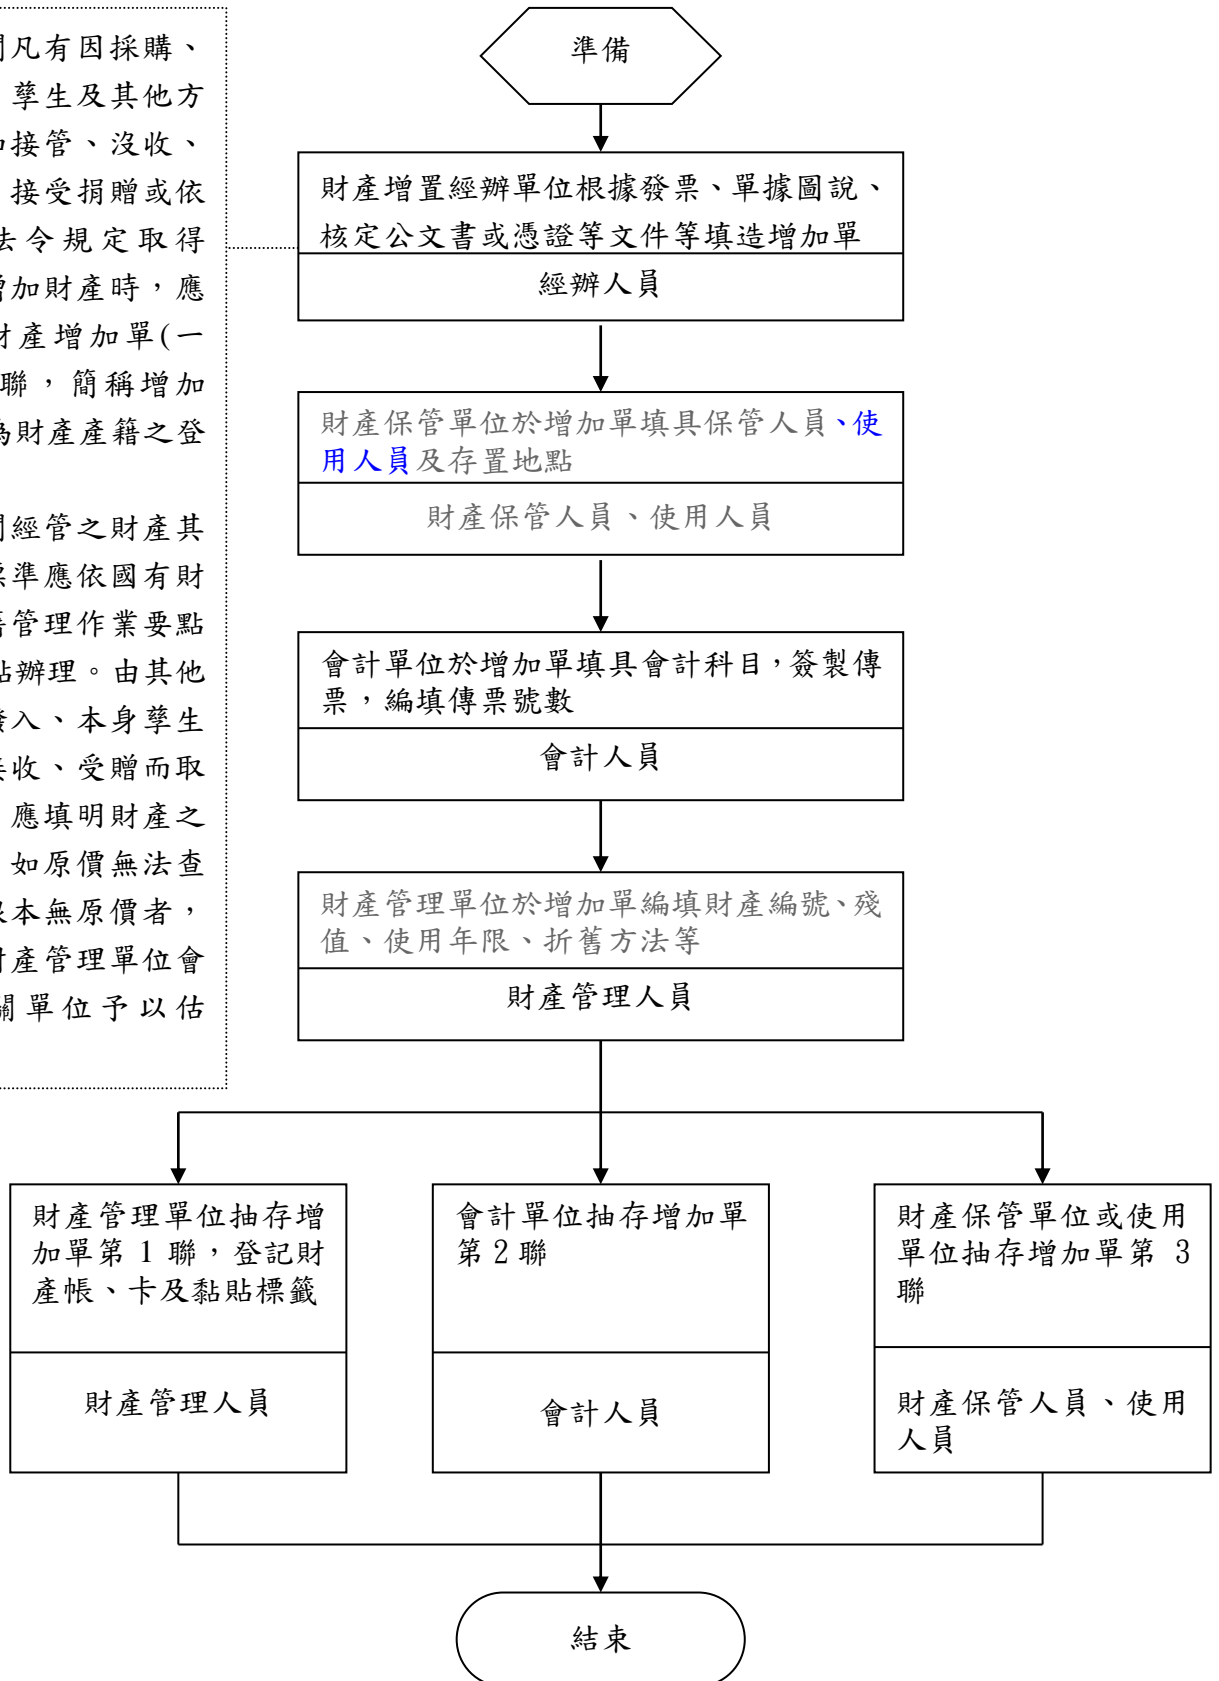 準備
關凡有因採購、
孳生及其他方
如接管、沒收、
接受捐贈或依
法令規定取得
增加財產時，應
財產增加單(一
聯，簡稱增加
為財產產籍之登
關經管之財產其
標準應依國有財
籍管理作業要點
點辦理。由其他
撥入、本身孳生
接收、受贈而取
應填明財產之
如原價無法查
根本無原價者，
財產管理單位會
關單位予以估
財產增置經辦單位根據發票、單據圖說、
核定公文書或憑證等文件等填造增加單
經辦人員
財產保管單位於增加單填具保管人員、使
用人員及存置地點
財產保管人員、使用人員
會計單位於增加單填具會計科目，簽製傳
票，編填傳票號數
會計人員
財產管理單位於增加單編填財產編號、殘
值、使用年限、折舊方法等
財產管理人員
財產管理單位抽存增
加單第 1 聯，登記財
產帳、卡及黏貼標籤
財產管理人員
會計單位抽存增加單
第 2 聯
會計人員
財產保管單位或使用
單位抽存增加單第 3
聯
財產保管人員、使用
人員
結束